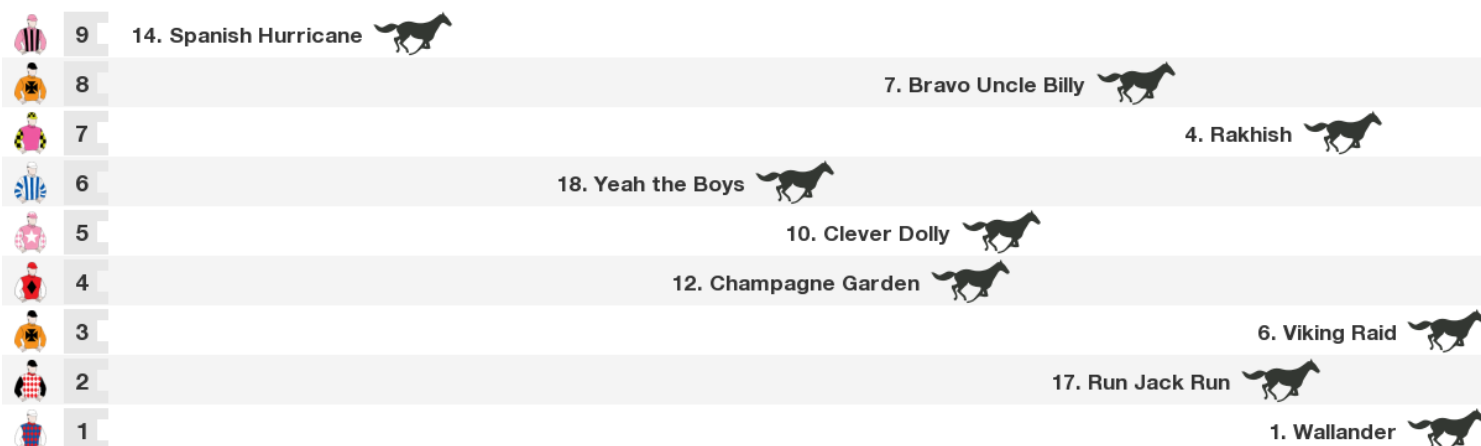 9 14. Spanish Hurricane
8 7. Bravo Uncle Billy
7 4. Rakhish
6 18. Yeah the Boys
5 10. Clever Dolly
4 12. Champagne Garden
3 6. Viking Raid
2 17. Run Jack Run
1 1. Wallander